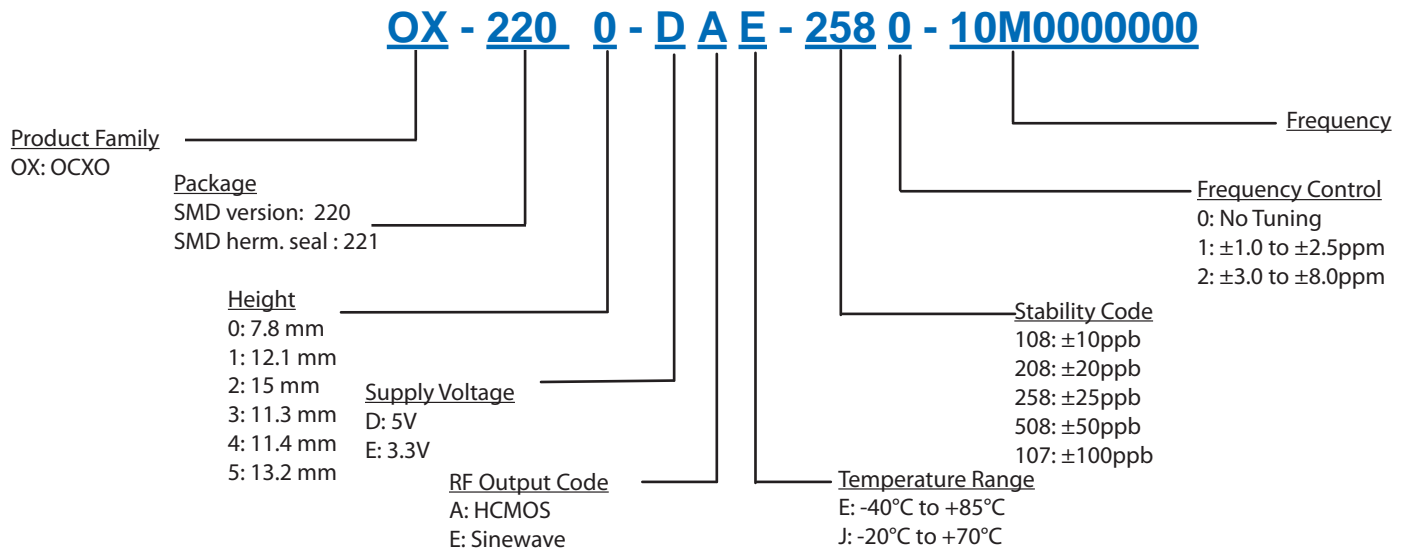 OX - 220 0 - D A E - 258 0 - 10M0000000
Product Family
OX: OCXO
Package
SMD version: 220
SMD herm. seal : 221
Height
0: 7.8 mm
1: 12.1 mm
2: 15 mm
3: 11.3 mm
4: 11.4 mm
5: 13.2 mm
Supply Voltage
D: 5V
E: 3.3V
RF Output Code
A: HCMOS
E: Sinewave
Temperature Range
E: -40°C to +85°C
J: -20°C to +70°C
Stability Code
108: ±10ppb
208: ±20ppb
258: ±25ppb
508: ±50ppb
107: ±100ppb
Frequency Control
0: No Tuning
1: ±1.0 to ±2.5ppm
2: ±3.0 to ±8.0ppm
Frequency